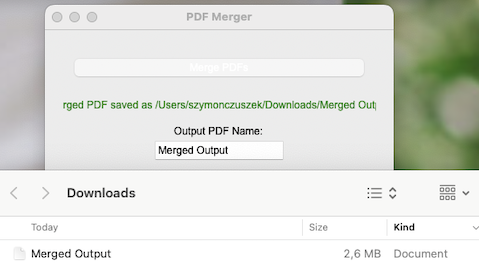 PDF Merger
Merge PDFs
rged PDF saved as /Users/szymonczuszek/Downloads/Merged Outp
Output PDF Name:
Merged Output
Downloads
Today Size Kind
Merged Output 2,6 MB Document